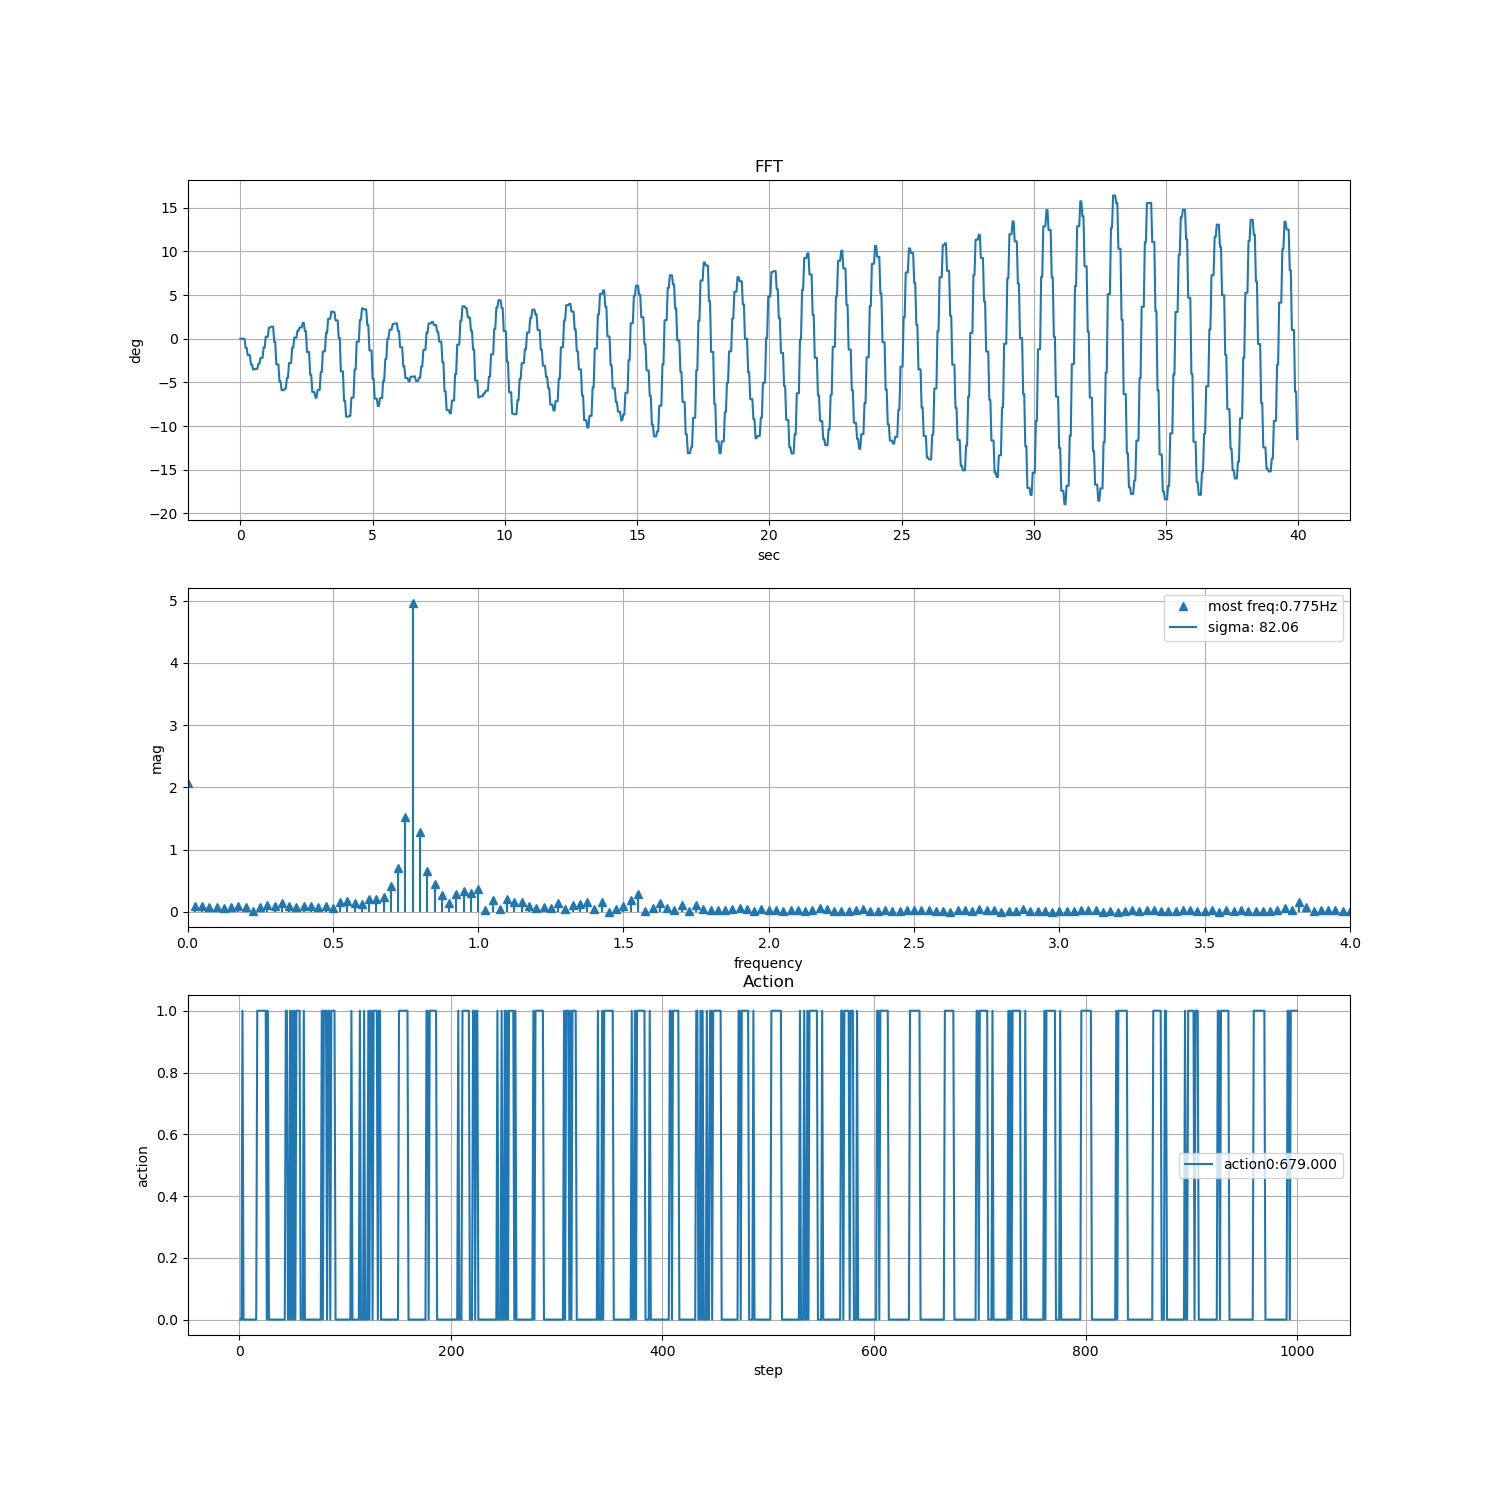 FFT
15
10
5
0
−5
−10
−15
−20
deg
0 5 10 15 20 25 30 35 40
sec
5
4
3
2
1
0
mag
most freq:0.775Hz
sigma: 82.06
0.0 0.5 1.0 1.5 2.0 2.5 3.0 3.5 4.0
frequency
Action
1.0
0.8
0.6
0.4
0.2
0.0
action
action0:679.000
0 200 400 600 800 1000
step